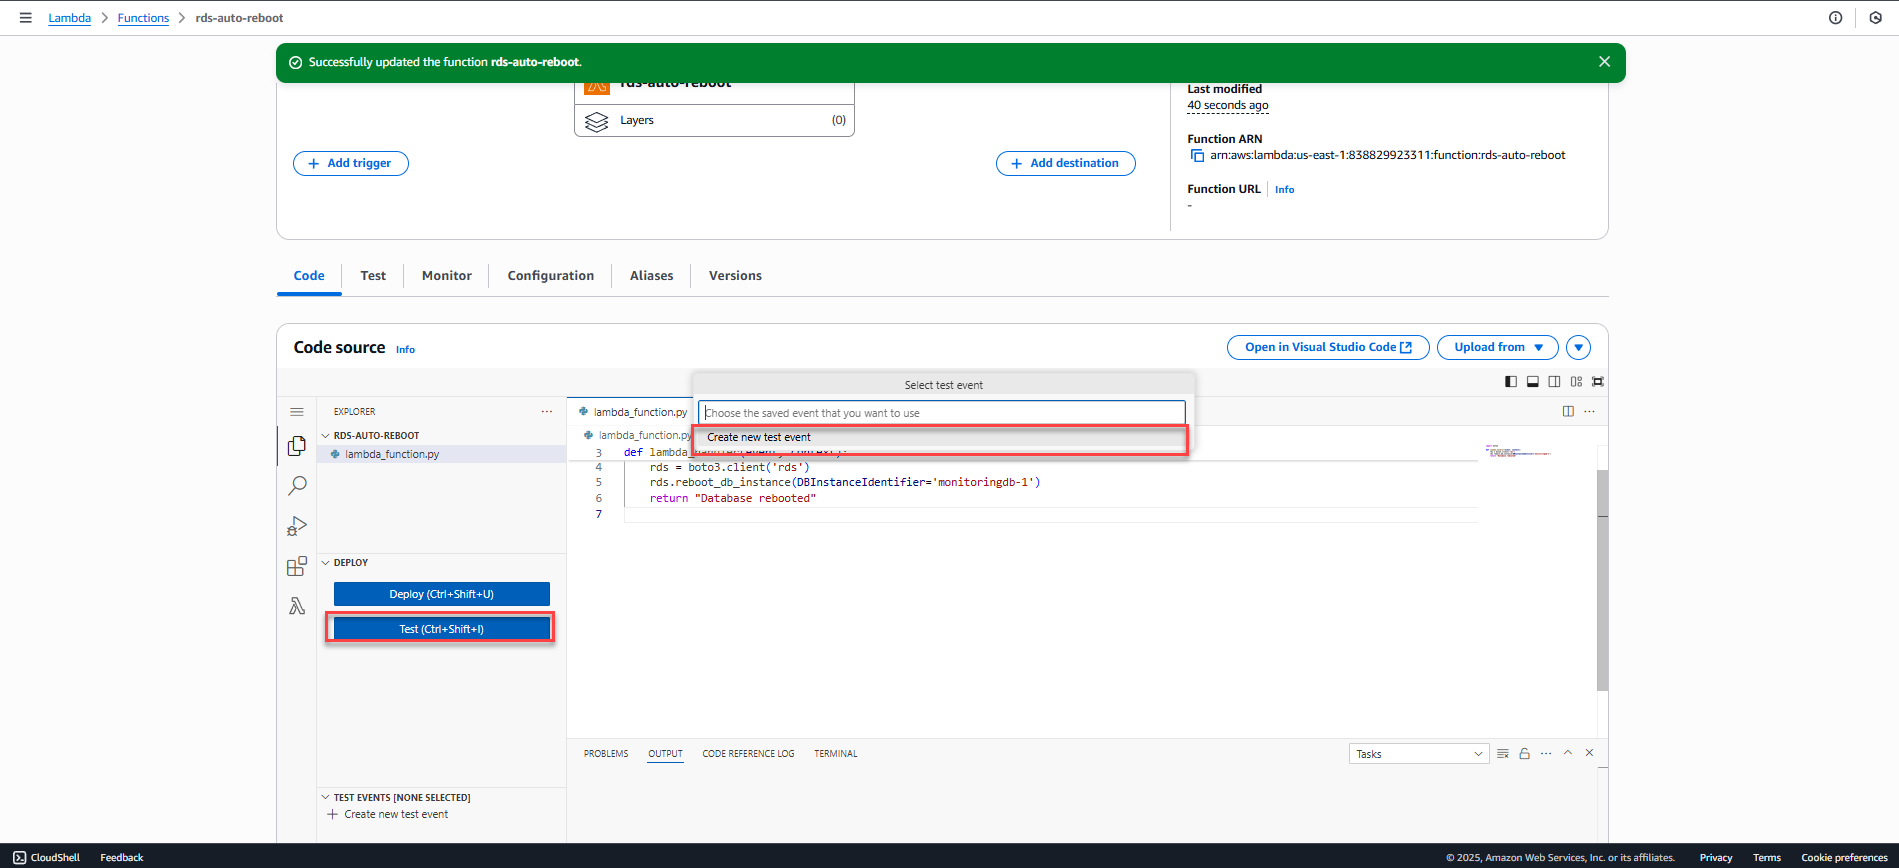 Lambda > Functions > rds-auto-reboot
Successfully updated the function rds-auto-reboot.
rds-auto-reboot
Layers (0)
Add trigger
Add destination
Last modified
40 seconds ago
Function ARN
arn:aws:lambda:us-east-1:838829923311:function:rds-auto-reboot
Function URL Info
-
Code Test Monitor Configuration Aliases Versions
Code source Info
Open in Visual Studio Code
Upload from
Select test event
Choose the saved event that you want to use
Create new test event
EXPLORER
RDS-AUTO-REBOOT
lambda_function.py
DEPLOY
Deploy (Ctrl+Shift+U)
Test (Ctrl+Shift+I)
TEST EVENTS [NONE SELECTED]
Create new test event
lambda_function.py
lambda_function.py
3 def lambda_handler(event, context):
4 rds = boto3.client('rds')
5 rds.reboot_db_instance(DBInstanceIdentifier='monitoringdb-1')
6 return "Database rebooted"
7
PROBLEMS OUTPUT CODE REFERENCE LOG TERMINAL
Tasks
CloudShell Feedback
© 2025, Amazon Web Services, Inc. or its affiliates. Privacy Terms Cookie preferences